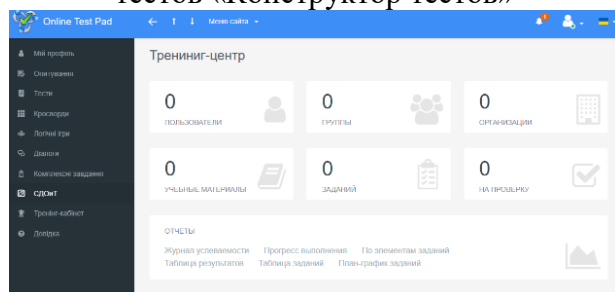 тестов «Конструктор тестов»
Online Test Pad
Меню сайта
Мій профіль
Опитування
Тести
Кросворди
Логічні ігри
Діалоги
Комплексні завдання
СДОиТ
Тренінг-кабінет
Довідка
Тренинг-центр
0
ПОЛЬЗОВАТЕЛИ
0
ГРУППЫ
0
ОРГАНИЗАЦИИ
0
УЧЕБНЫЕ МАТЕРИАЛЫ
0
ЗАДАНИЙ
0
НА ПРОВЕРКУ
ОТЧЕТЫ
Журнал успеваемости Прогресс выполнения По элементам заданий
Таблица результатов Таблица заданий План-график заданий